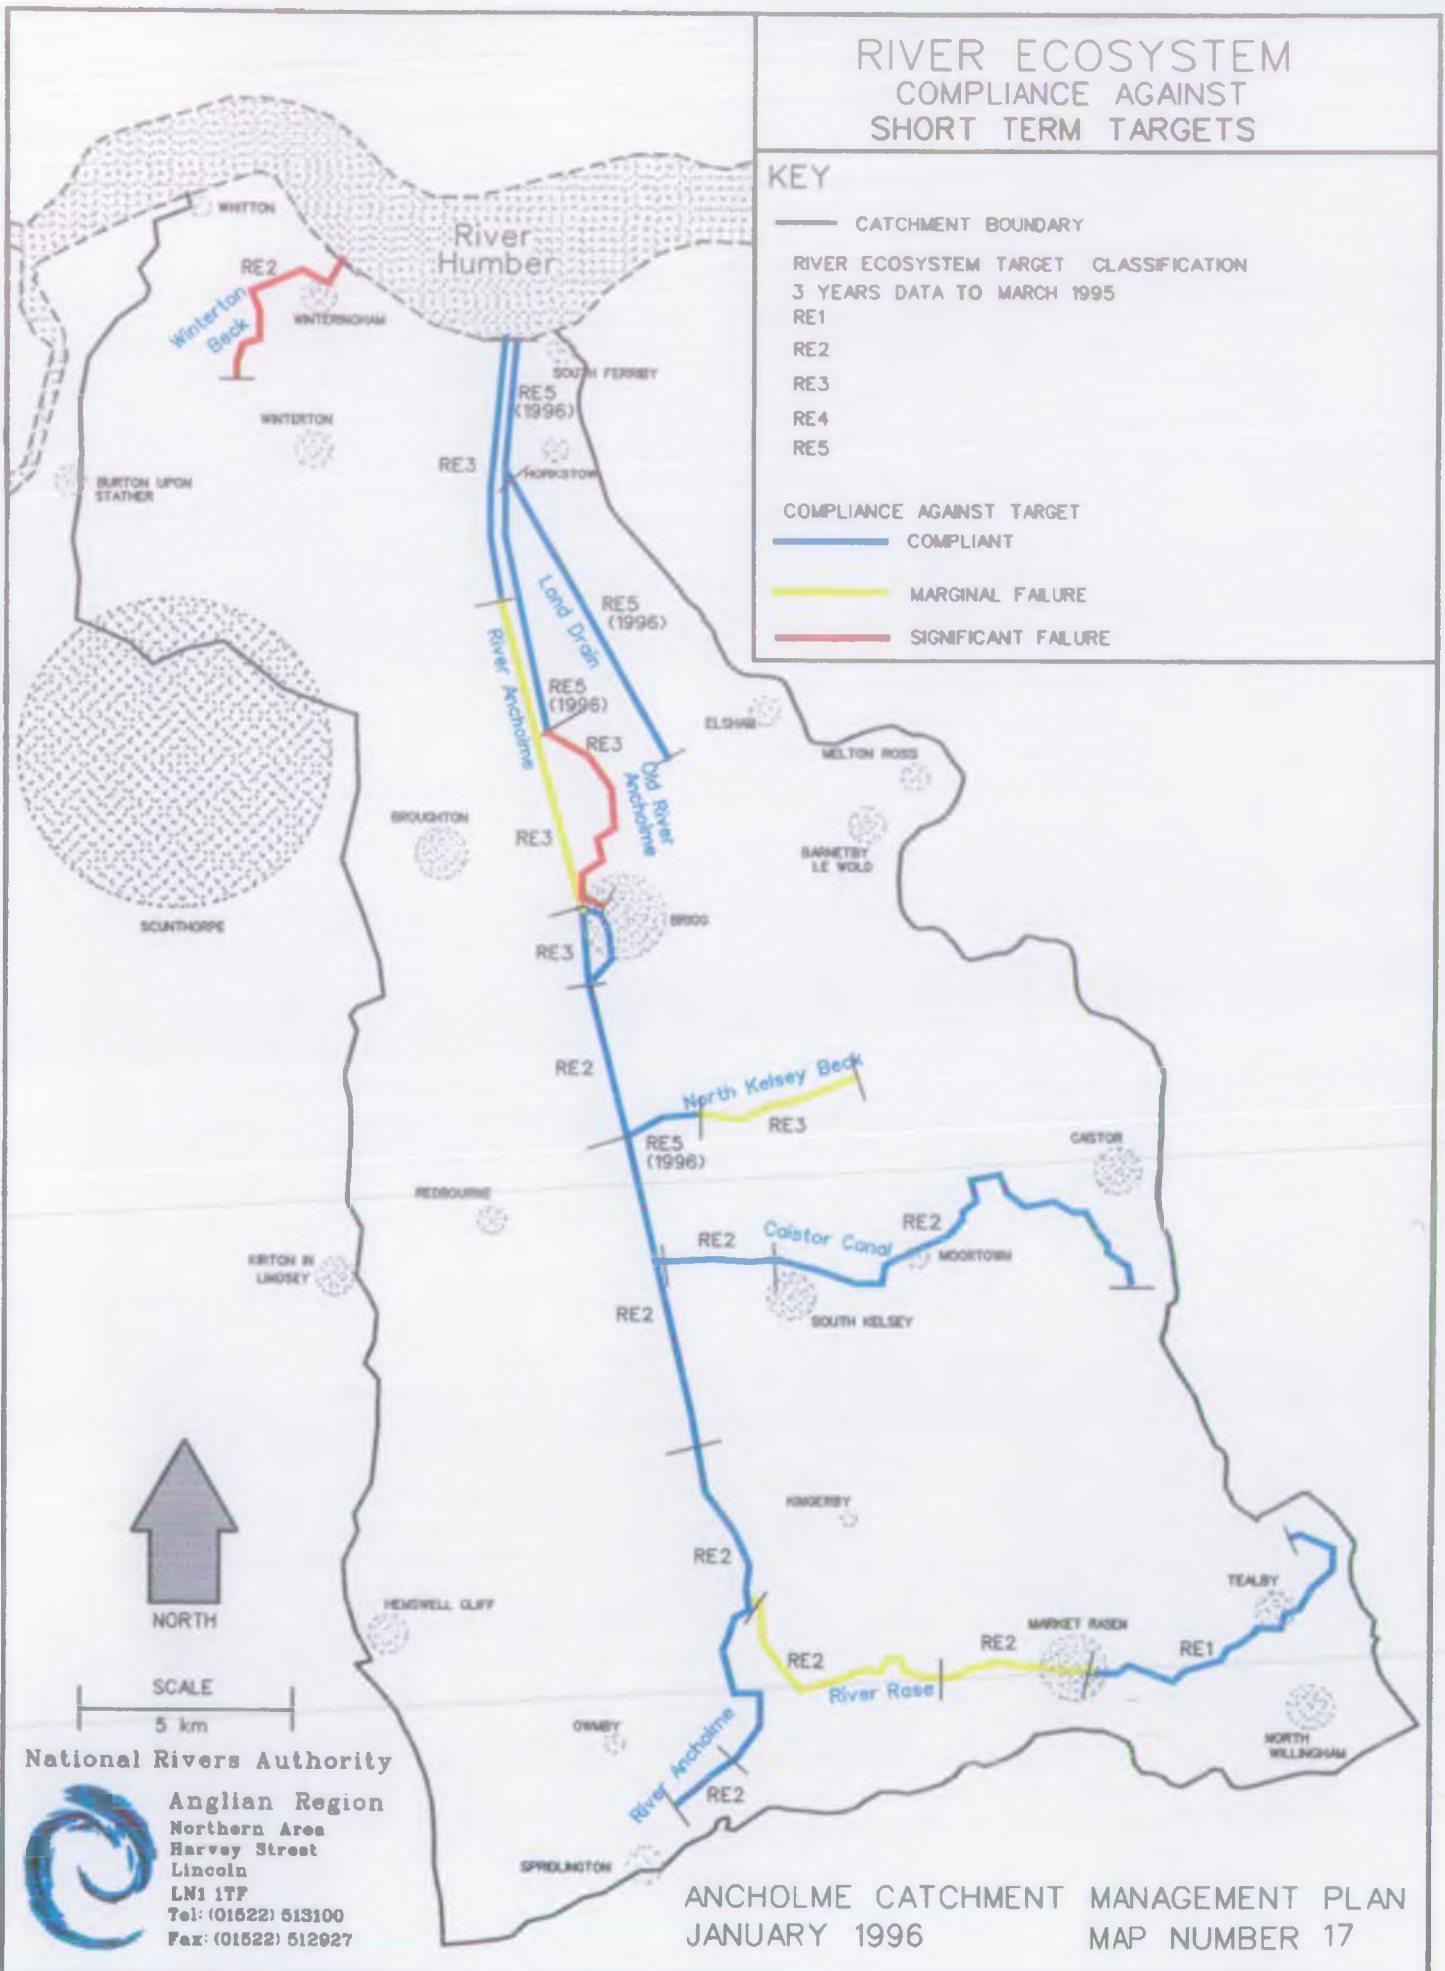 RIVER ECOSYSTEM
COMPLIANCE AGAINST
SHORT TERM TARGETS
KEY
CATCHMENT BOUNDARY
RIVER ECOSYSTEM TARGET CLASSIFICATION
3 YEARS DATA TO MARCH 1995
RE1
RE2
RE3
RE4
RE5
COMPLIANCE AGAINST TARGET
COMPLIANT
MARGINAL FAILURE
SIGNIFICANT FAILURE
WHITTON
River
Humber
RE2
Winterton
Beck
WINTERINGHAM
SOUTH FERRIBY
RE5
(1996)
WINTERTON
RE3
HORKSTOW
BURTON UPON
STATHER
Land Drain
RE5
(1996)
River Ancholme
RE5
(1996)
ELSHAM
RE3
MELTON ROSS
Old River
Ancholme
BROUGHTON
RE3
BARNETBY
LE WOLD
SCUNTHORPE
BRIGG
RE3
RE2
North Kelsey Beck
RE3
RE5
(1996)
CAISTOR
REDBOURNE
RE2
Caistor Canal
RE2
MOORTOWN
KIRTON IN
LINDSEY
RE2
SOUTH KELSEY
KINGERBY
RE2
TEALBY
HEMSWELL CLIFF
NORTH
MARKET RASEN
RE2
RE2
RE1
River Rase
SCALE
5 km
OWMBY
River Ancholme
NORTH
WILLINGHAM
RE2
SPRIDLINGTON
National Rivers Authority
Anglian Region
Northern Area
Harvey Street
Lincoln
LN1 1TF
Tel: (01522) 513100
Fax: (01522) 512927
ANCHOLME CATCHMENT MANAGEMENT PLAN
JANUARY 1996 MAP NUMBER 17